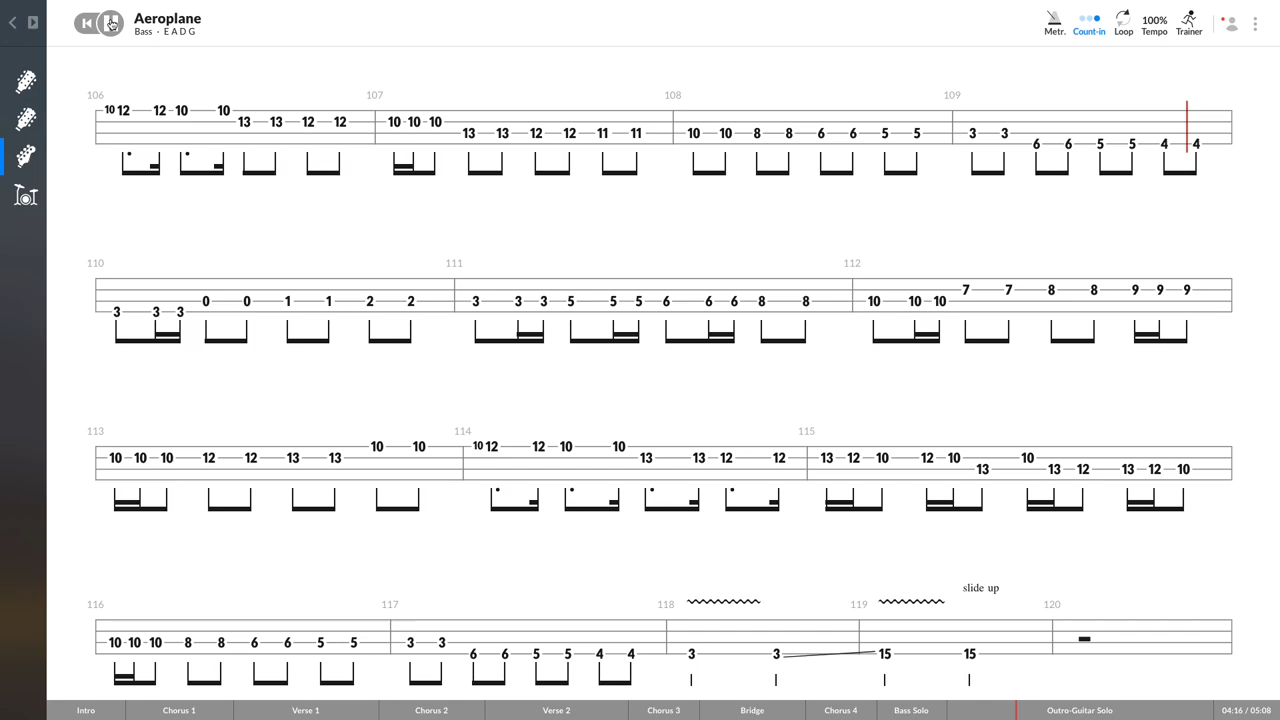 Aeroplane
Bass · E A D G
Metr.
Count-in
Loop
100%
Tempo
Trainer
106 107 108 109
10 12 12 10 10 10 10 10 10 10 8 8 6 6 5 5 3 3
13 13 12 12 13 13 12 12 11 11 6 6 5 5 4 4
110 111 112
3 3 3 0 0 1 1 2 2 3 3 3 5 5 5 6 6 6 8 8 10 10 10 7 7 8 8 9 9 9
113 114 115
10 10 10 12 12 13 13 10 10 10 12 12 10 10 13 13 12 12 13 12 10 12 10 13 10 13 12 13 12 10
slide up
116 117 118 119 120
10 10 10 8 8 6 6 5 5 3 3 6 6 5 5 4 4 3 3 15 15
Intro Chorus 1 Verse 1 Chorus 2 Verse 2 Chorus 3 Bridge Chorus 4 Bass Solo Outro-Guitar Solo 04:16 / 05:08